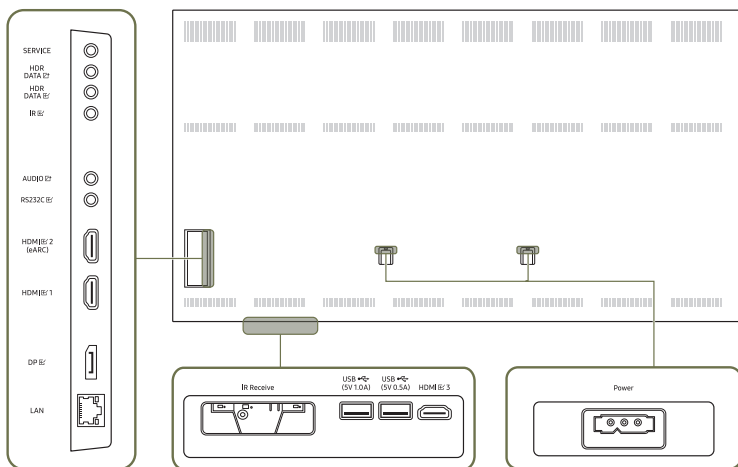 SERVICE
HDR
DATA
HDR
DATA
IR
AUDIO
RS232C
HDMI 2
(eARC)
HDMI 1
DP
LAN
IR Receive
USB
(5V 1.0A)
USB
(5V 0.5A)
HDMI 3
Power